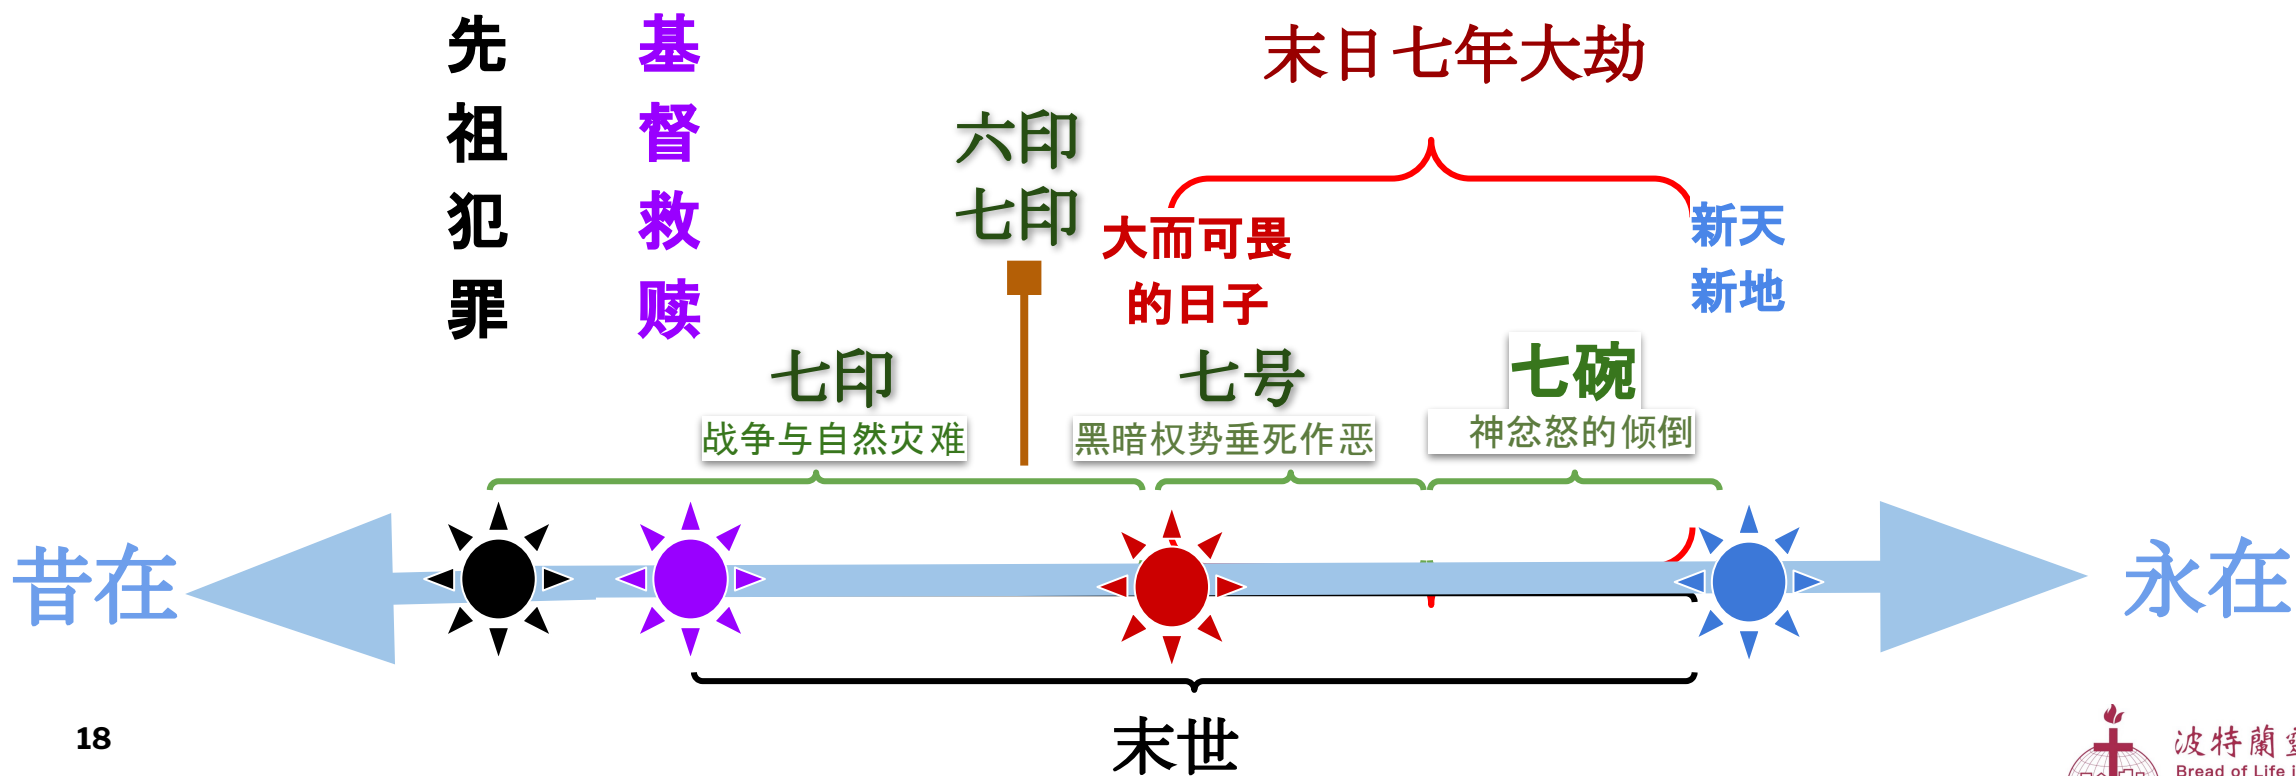 先祖犯罪
基督救赎
末日七年大劫
六印
七印
大而可畏
的日子
新天
新地
七印
战争与自然灾难
七号
黑暗权势垂死作恶
七碗
神忿怒的倾倒
昔在
永在
末世
18
波特蘭
Bread of Life